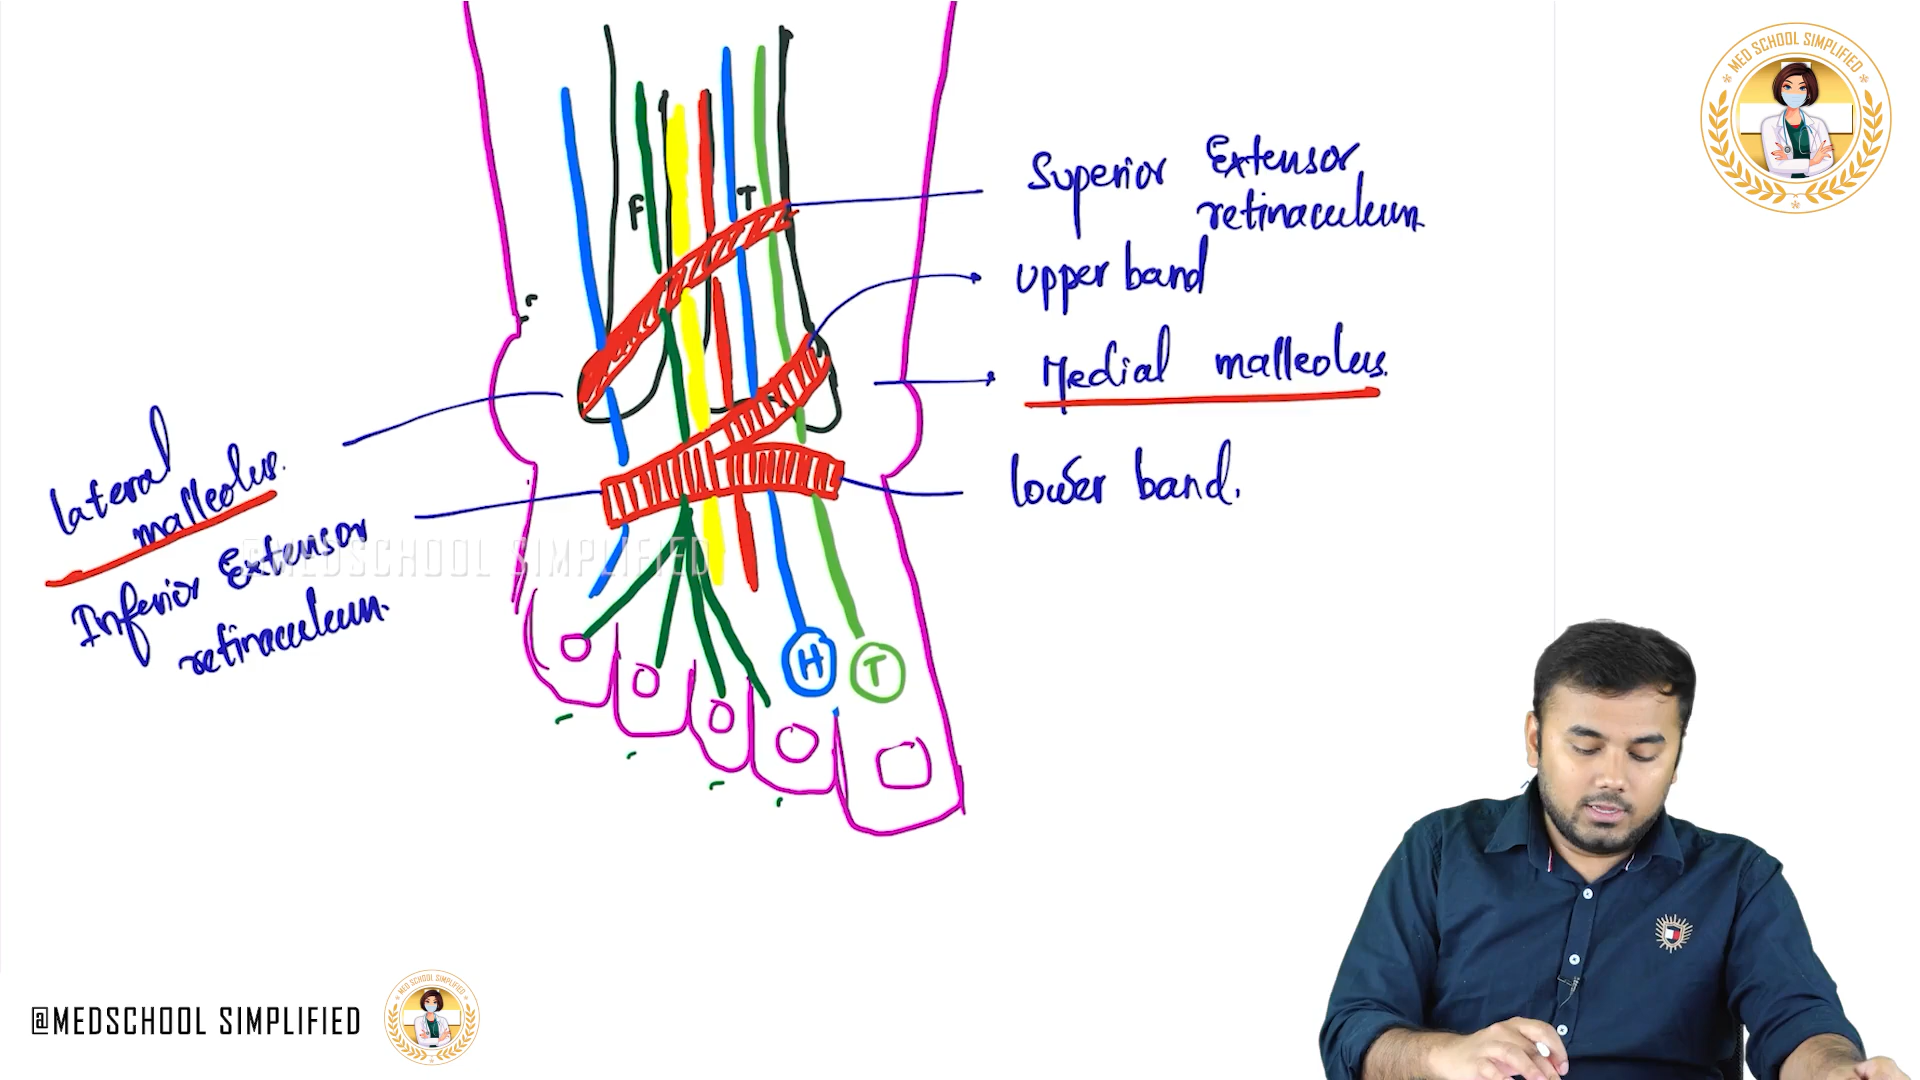 MED SCHOOL SIMPLIFIED
Superior Extensor
retinaculum
F
T
upper band
Medial malleolus.
lateral
malleolus.
lower band.
Inferior Extensor
retinaculum.
@MEDSCHOOL SIMPLIFIED
H
T
@MEDSCHOOL SIMPLIFIED
MED SCHOOL SIMPLIFIED